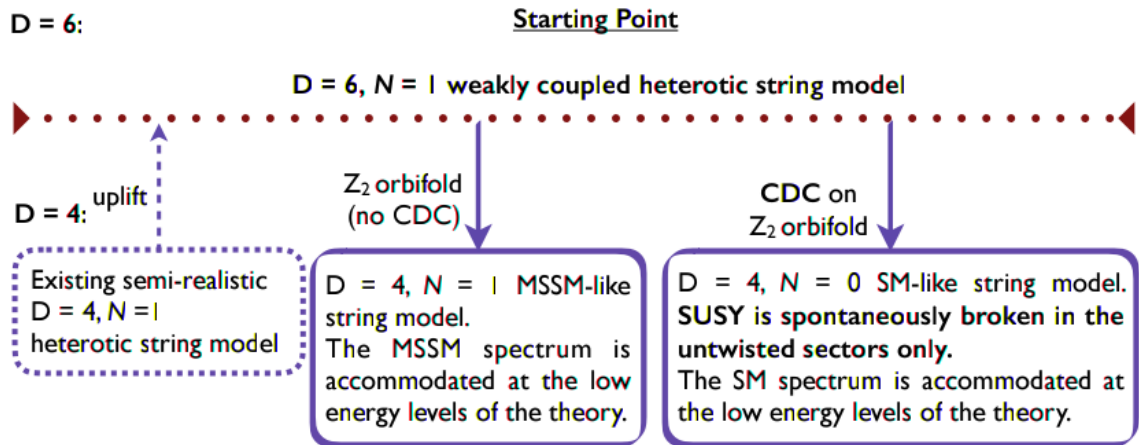 D = 6:
Starting Point
D = 6, N = 1 weakly coupled heterotic string model
uplift
Z2 orbifold
(no CDC)
CDC on
Z2 orbifold
D = 4:
Existing semi-realistic
D = 4, N =1
heterotic string model
D = 4, N = 1 MSSM-like
string model.
The MSSM spectrum is
accommodated at the low
energy levels of the theory.
D = 4, N = 0 SM-like string model.
SUSY is spontaneously broken in the
untwisted sectors only.
The SM spectrum is accommodated at
the low energy levels of the theory.